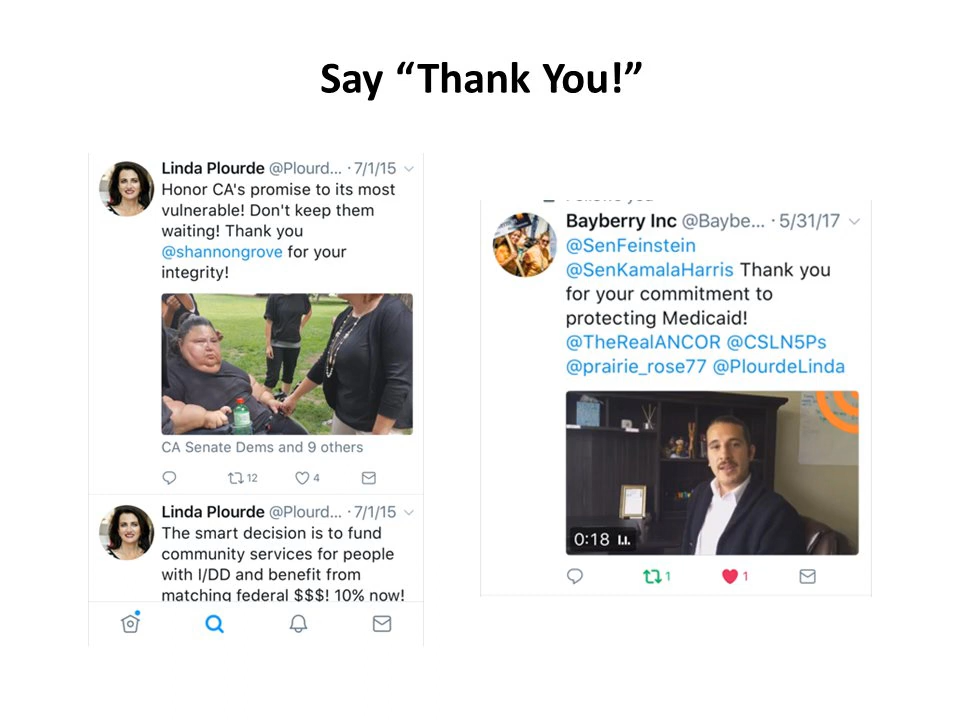 Say “Thank You!”
Linda Plourde @Plourd... · 7/1/15
Honor CA's promise to its most
vulnerable! Don't keep them
waiting! Thank you
@shannongrove for your
integrity!
CA Senate Dems and 9 others
12 4
Linda Plourde @Plourd... · 7/1/15
The smart decision is to fund
community services for people
with I/DD and benefit from
matching federal $$$! 10% now!
Bayberry Inc @Baybe... · 5/31/17
@SenFeinstein
@SenKamalaHarris Thank you
for your commitment to
protecting Medicaid!
@TheRealANCOR @CSLN5Ps
@prairie_rose77 @PlourdeLinda
0:18
1 1